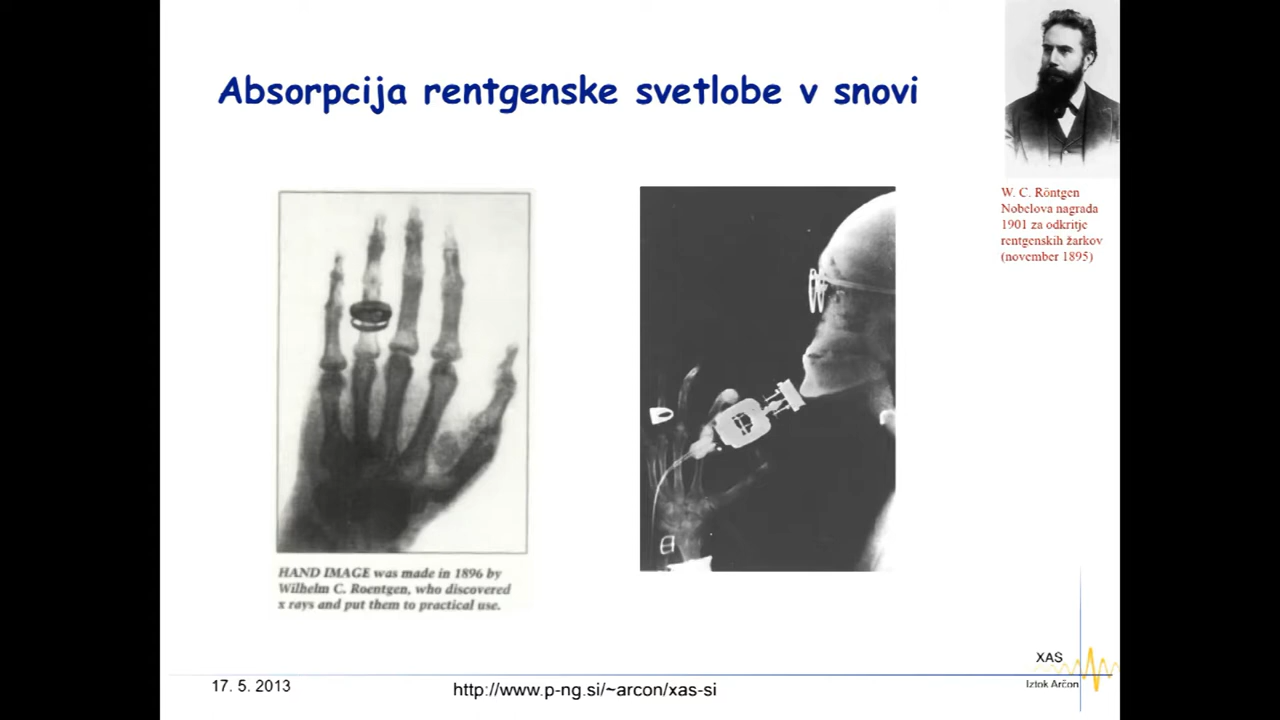 Absorpcija rentgenske svetlobe v snovi
W. C. Röntgen
Nobelova nagrada
1901 za odkritje
rentgenskih žarkov
(november 1895)
HAND IMAGE was made in 1896 by
Wilhelm C. Roentgen, who discovered
x rays and put them to practical use.
17. 5. 2013
http://www.p-ng.si/~arcon/xas-si
XAS
Iztok Arčon